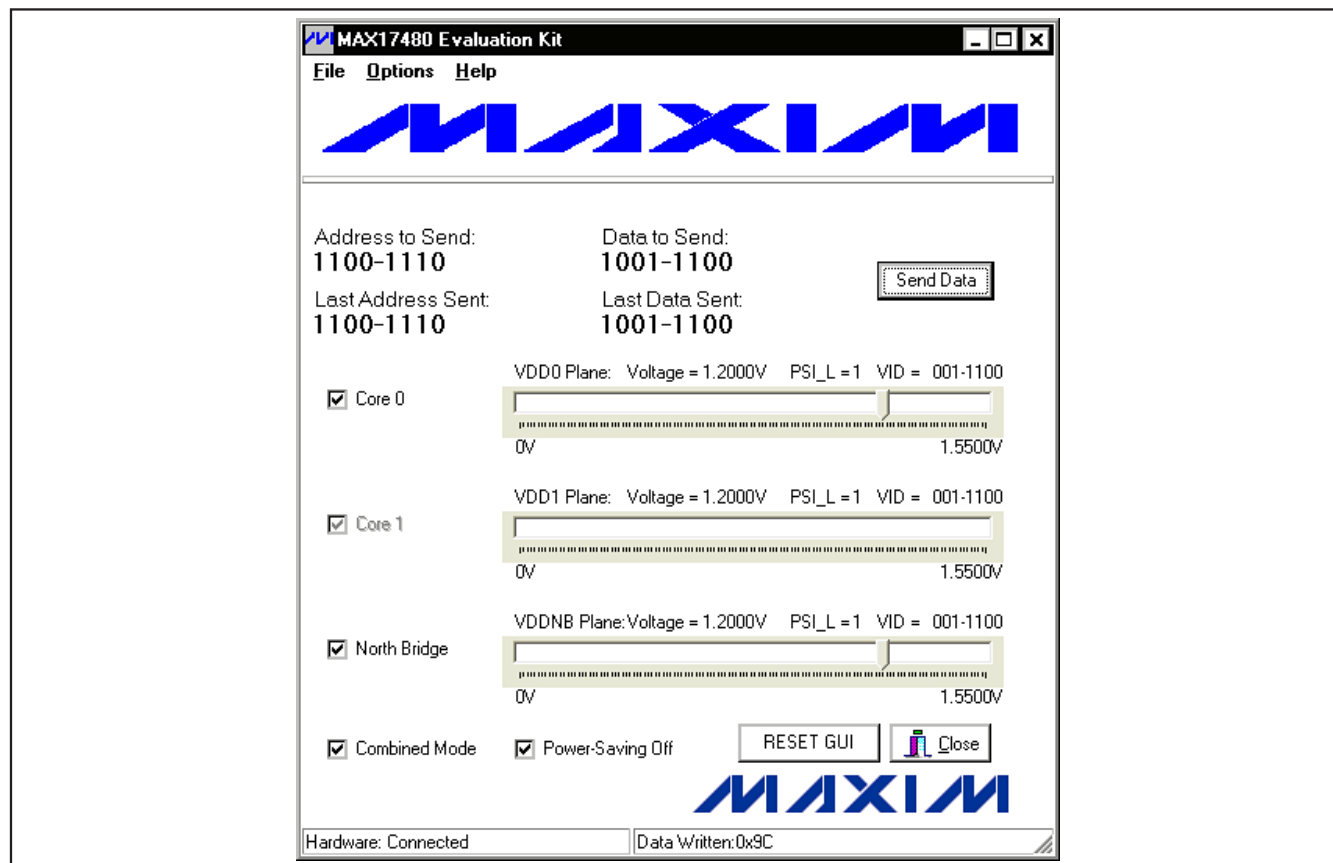 MAX17480 Evaluation Kit
File Options Help
MAXIM
Address to Send: Data to Send:
1100-1110 1001-1100
Send Data
Last Address Sent: Last Data Sent:
1100-1110 1001-1100
VDD0 Plane: Voltage = 1.2000V PSI_L =1 VID = 001-1100
Core 0
0V 1.5500V
VDD1 Plane: Voltage = 1.2000V PSI_L =1 VID = 001-1100
Core 1
0V 1.5500V
VDDNB Plane: Voltage = 1.2000V PSI_L =1 VID = 001-1100
North Bridge
0V 1.5500V
Combined Mode Power-Saving Off RESET GUI Close
MAXIM
Hardware: Connected Data Written:0x9C